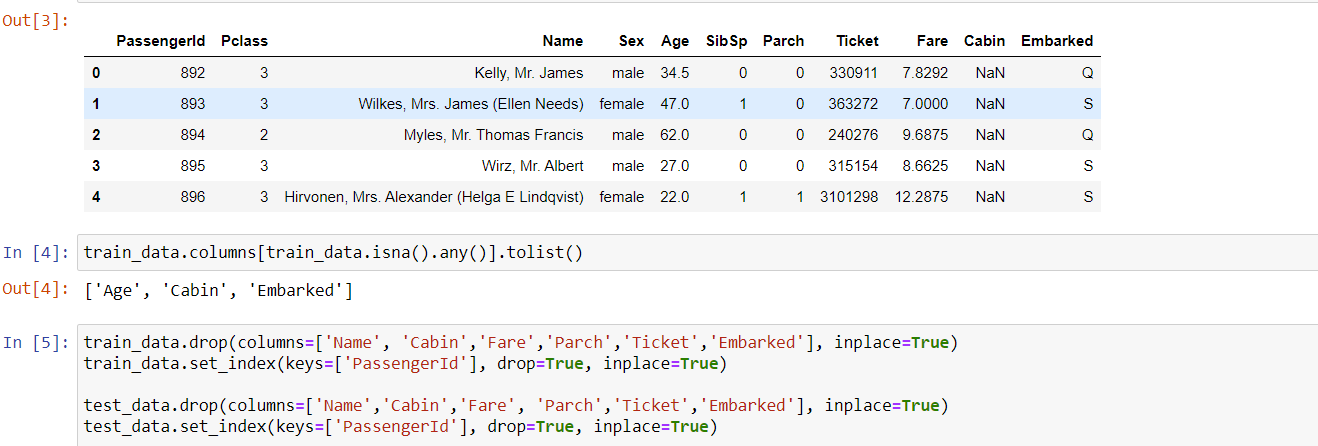 Out[3]:
PassengerId Pclass Name Sex Age SibSp Parch Ticket Fare Cabin Embarked
0 892 3 Kelly, Mr. James male 34.5 0 0 330911 7.8292 NaN Q
1 893 3 Wilkes, Mrs. James (Ellen Needs) female 47.0 1 0 363272 7.0000 NaN S
2 894 2 Myles, Mr. Thomas Francis male 62.0 0 0 240276 9.6875 NaN Q
3 895 3 Wirz, Mr. Albert male 27.0 0 0 315154 8.6625 NaN S
4 896 3 Hirvonen, Mrs. Alexander (Helga E Lindqvist) female 22.0 1 1 3101298 12.2875 NaN S
In [4]: train_data.columns[train_data.isna().any()].tolist()
Out[4]: ['Age', 'Cabin', 'Embarked']
In [5]: train_data.drop(columns=['Name', 'Cabin','Fare','Parch','Ticket','Embarked'], inplace=True)
train_data.set_index(keys=['PassengerId'], drop=True, inplace=True)
test_data.drop(columns=['Name','Cabin','Fare', 'Parch','Ticket','Embarked'], inplace=True)
test_data.set_index(keys=['PassengerId'], drop=True, inplace=True)